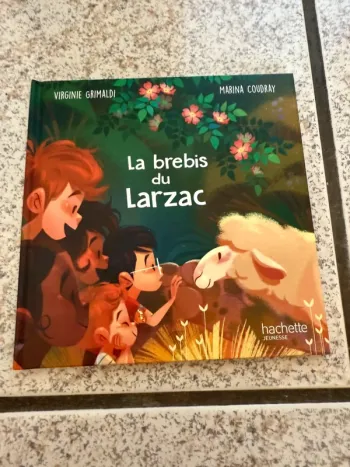 VIRGINIE GRIMALDI
MARINA COUDRAY
La brebis
du
Larzac
hachette
JEUNESSE